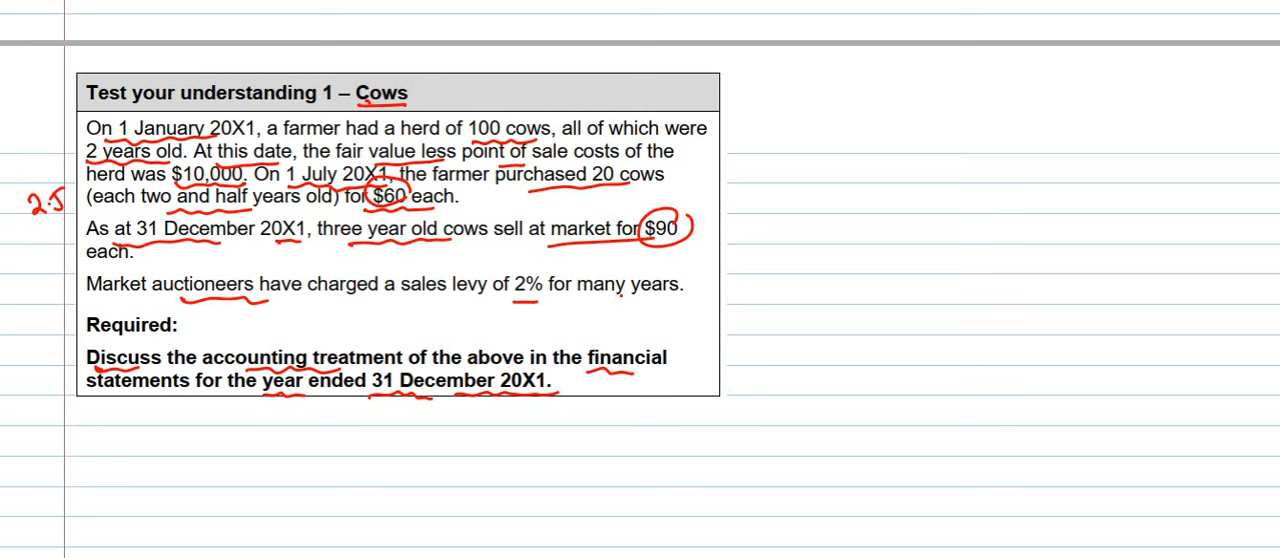 Test your understanding 1 – Cows
On 1 January 20X1, a farmer had a herd of 100 cows, all of which were
2 years old. At this date, the fair value less point of sale costs of the
herd was $10,000. On 1 July 20X1, the farmer purchased 20 cows
2.5
(each two and half years old) for $60 each.
As at 31 December 20X1, three year old cows sell at market for $90
each.
Market auctioneers have charged a sales levy of 2% for many years.
Required:
Discuss the accounting treatment of the above in the financial
statements for the year ended 31 December 20X1.